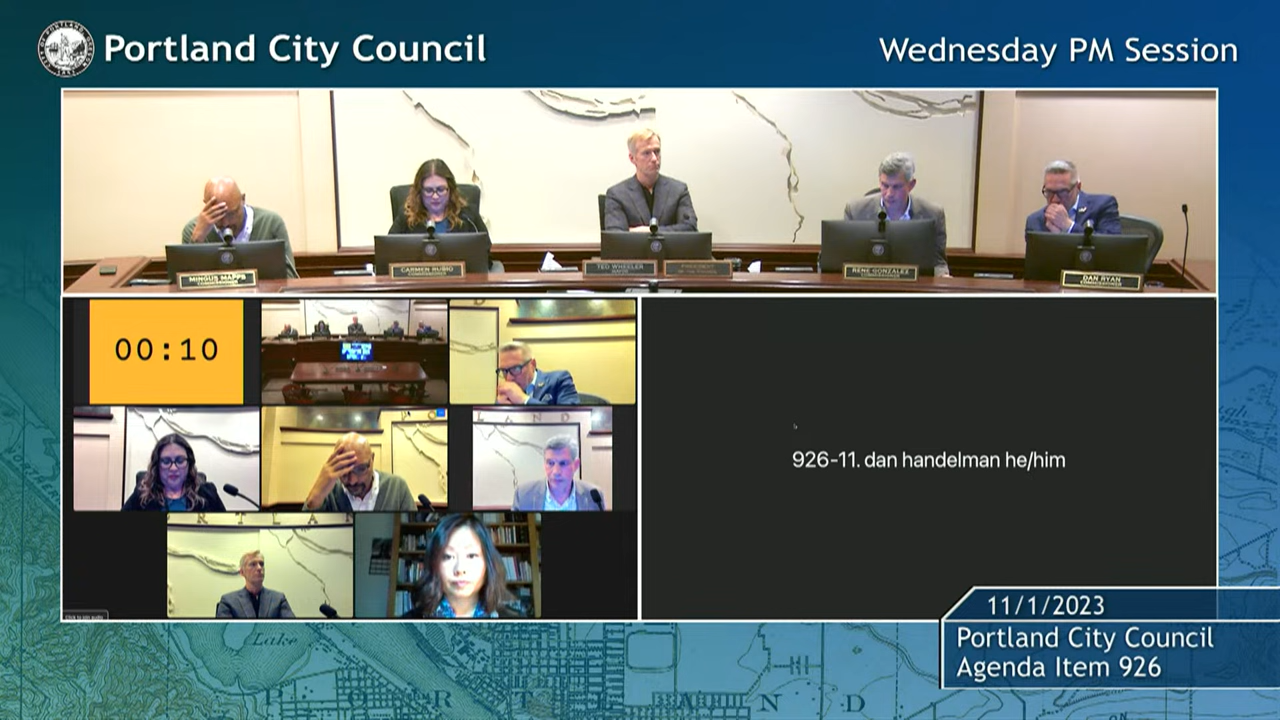 Portland City Council
Wednesday PM Session
MINGUS MAPPS
CARMEN RUBIO
TED WHEELER
RENE GONZALEZ
DAN RYAN
00:10
926-11. dan handelman he/him
11/1/2023
Portland City Council
Agenda Item 926
Lake
P O R T L A N D